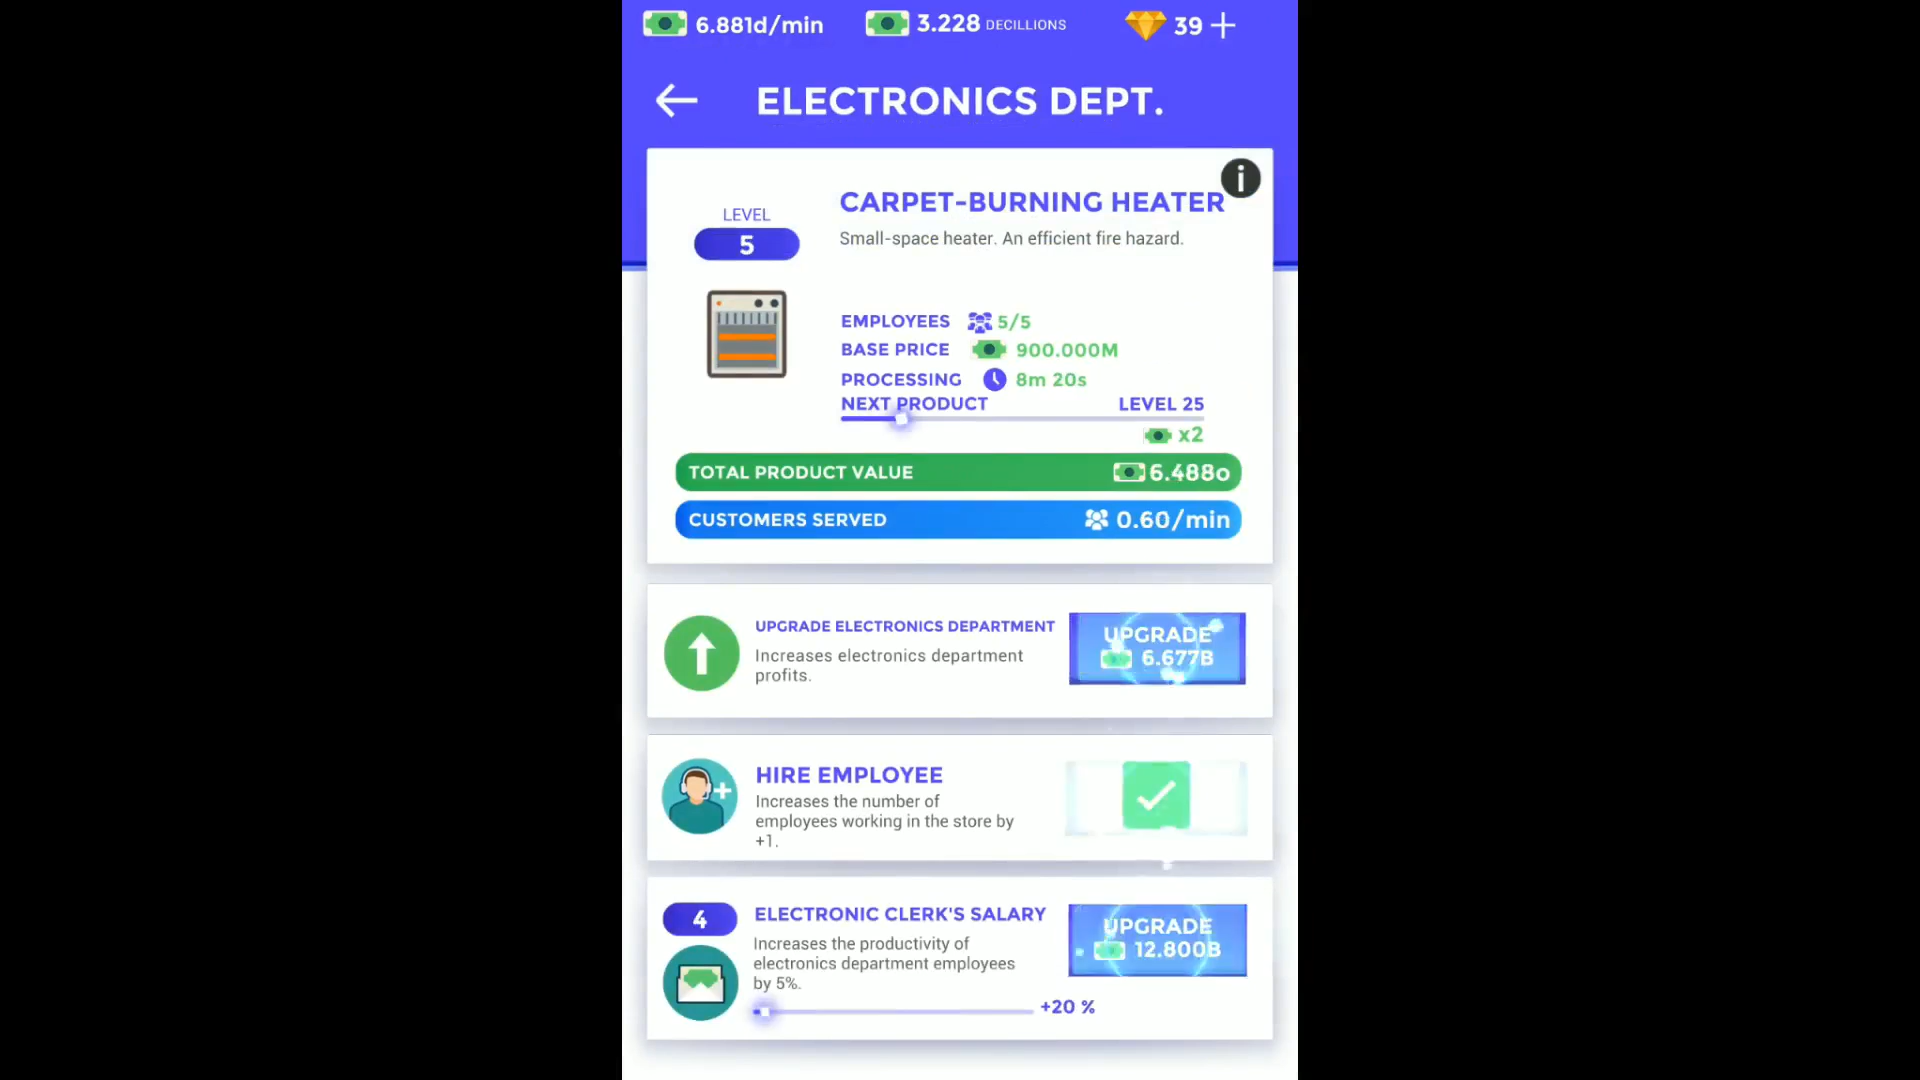 6.881d/min 3.228 DECILLIONS 39 +
ELECTRONICS DEPT.
i
CARPET-BURNING HEATER
LEVEL
5
Small-space heater. An efficient fire hazard.
EMPLOYEES 5/5
BASE PRICE 900.000M
PROCESSING 8m 20s
NEXT PRODUCT LEVEL 25
x2
TOTAL PRODUCT VALUE 6.488o
CUSTOMERS SERVED 0.60/min
UPGRADE ELECTRONICS DEPARTMENT
Increases electronics department
profits.
UPGRADE
6.677B
HIRE EMPLOYEE
Increases the number of
employees working in the store by
+1.
4
ELECTRONIC CLERK'S SALARY
Increases the productivity of
electronics department employees
by 5%.
UPGRADE
12.800B
+20 %